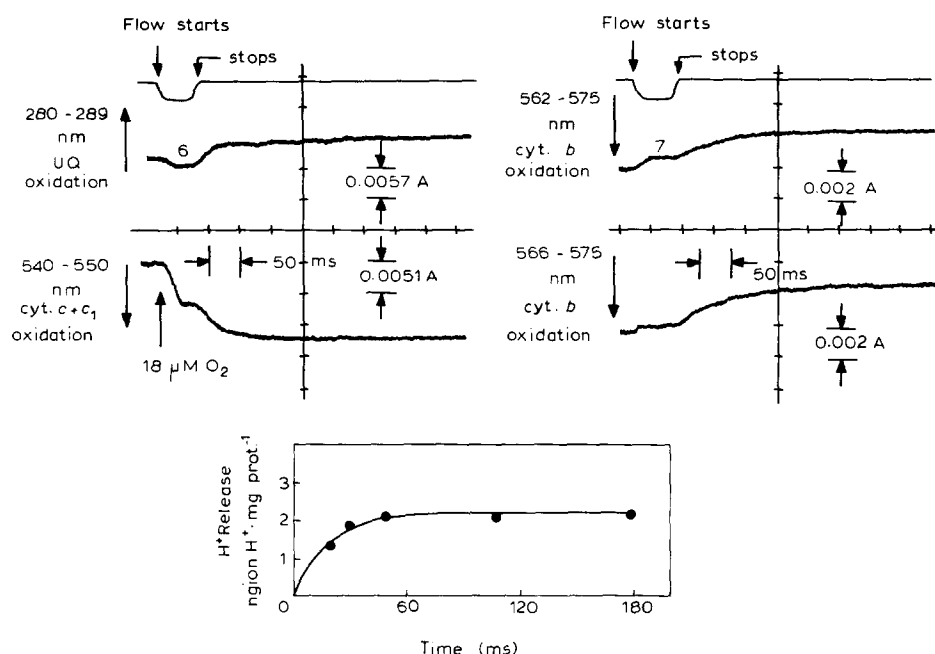 Flow starts
stops
280 - 289
nm
UQ
oxidation
6
0.0057 A
540 - 550
nm
cyt. c+c1
oxidation
50 ms
0.0051 A
18 μM O2
Flow starts
stops
562 - 575
nm
cyt. b
oxidation
7
0.002 A
566 - 575
nm
cyt. b
oxidation
50 ms
0.002 A
H+ Release
ngion H+·mg prot.-1
3
2
1
0
60
120
180
Time (ms)